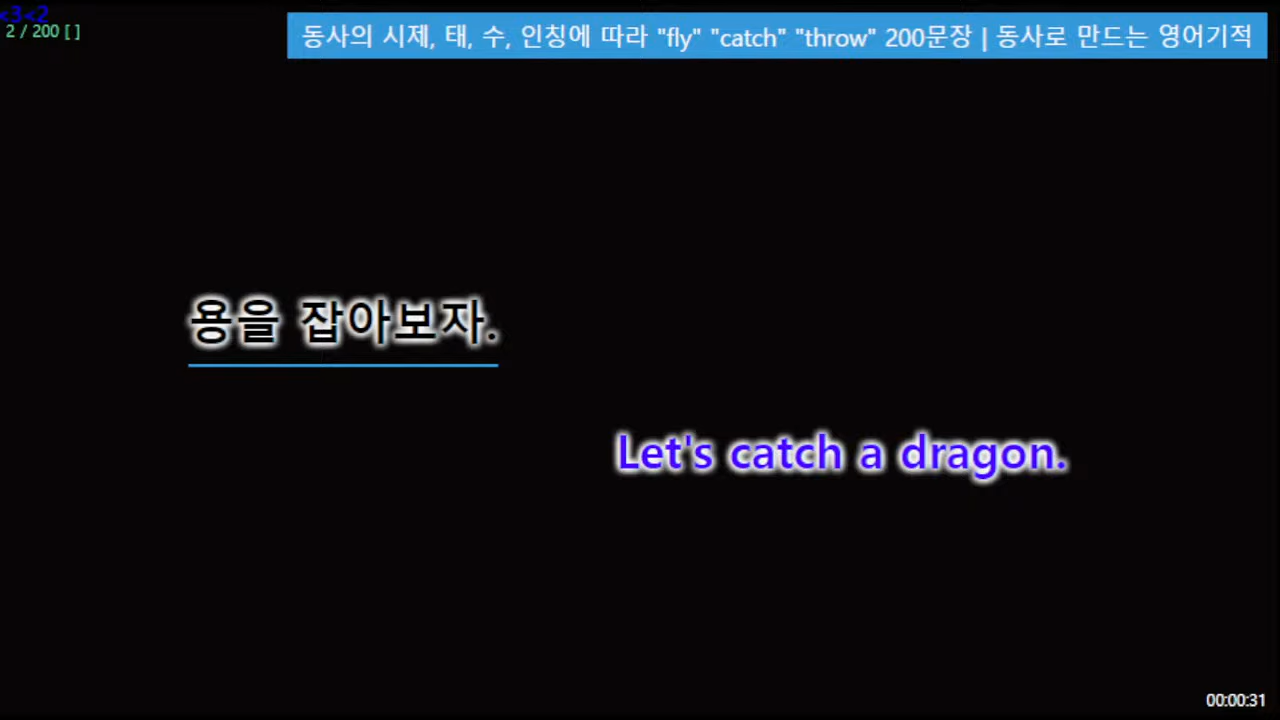 <3<2
2 / 200 [ ]
동사의 시제, 태, 수, 인칭에 따라 "fly" "catch" "throw" 200문장 | 동사로 만드는 영어기적
용을 잡아보자.
Let's catch a dragon.
00:00:31